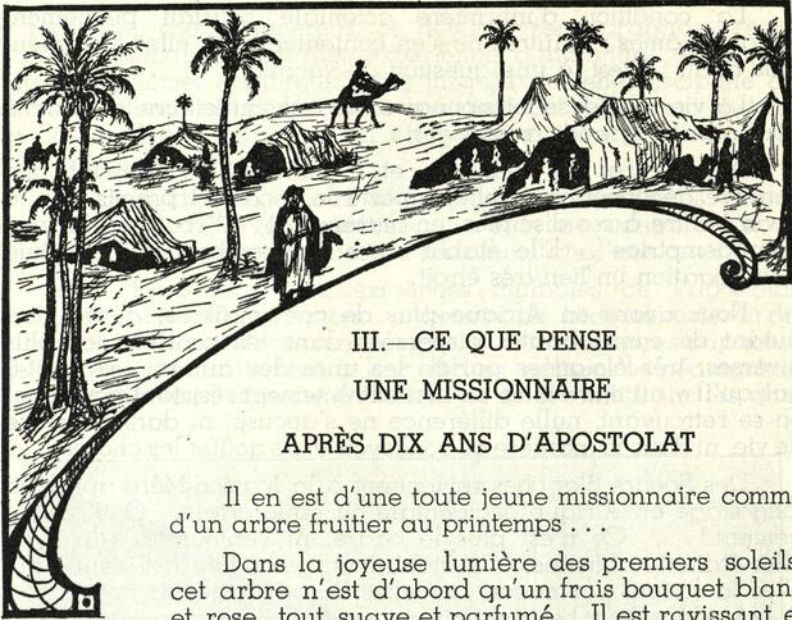 III. — CE QUE PENSE
UNE MISSIONNAIRE
APRÈS DIX ANS D'APOSTOLAT
Il en est d'une toute jeune missionnaire comm
d'un arbre fruitier au printemps . . .
Dans la joyeuse lumière des premiers soleils
cet arbre n'est d'abord qu'un frais bouquet blan
et rose, tout suave et parfumé. Il est ravissant e